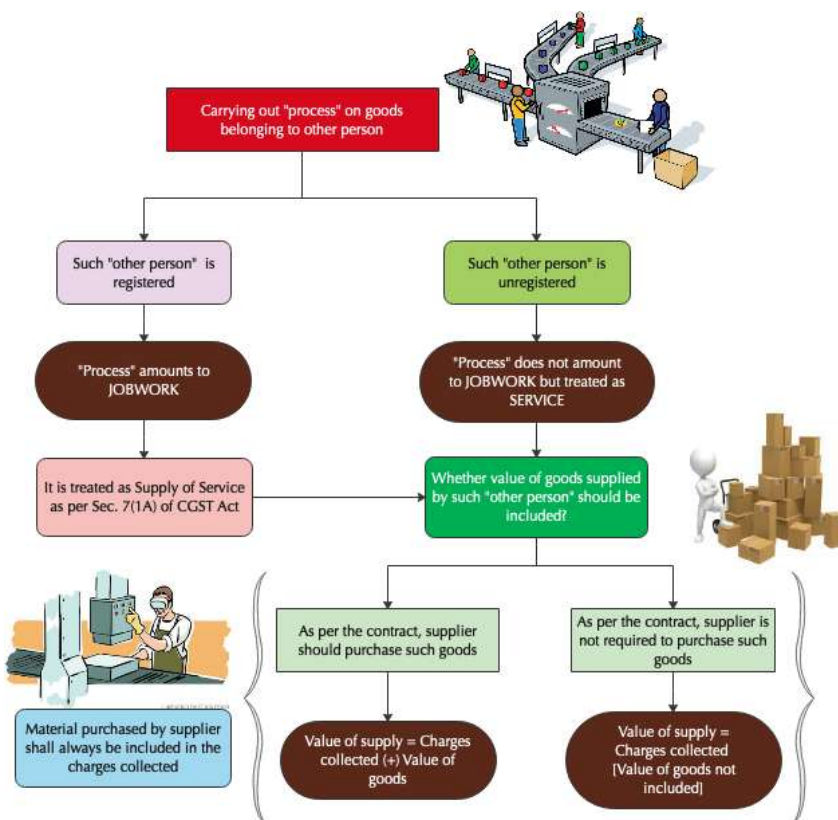 Carrying out "process" on goods
belonging to other person
Such "other person" is
registered
Such "other person" is
unregistered
"Process" amounts to
JOBWORK
"Process" does not amount
to JOBWORK but treated as
SERVICE
It is treated as Supply of Service
as per Sec. 7(1A) of CGST Act
Whether value of goods supplied
by such "other person" should be
included?
As per the contract, supplier
should purchase such goods
As per the contract, supplier is
not required to purchase such
goods
Material purchased by supplier
shall always be included in the
charges collected
Value of supply = Charges
collected (+) Value of
goods
Value of supply =
Charges collected
[Value of goods not
included]